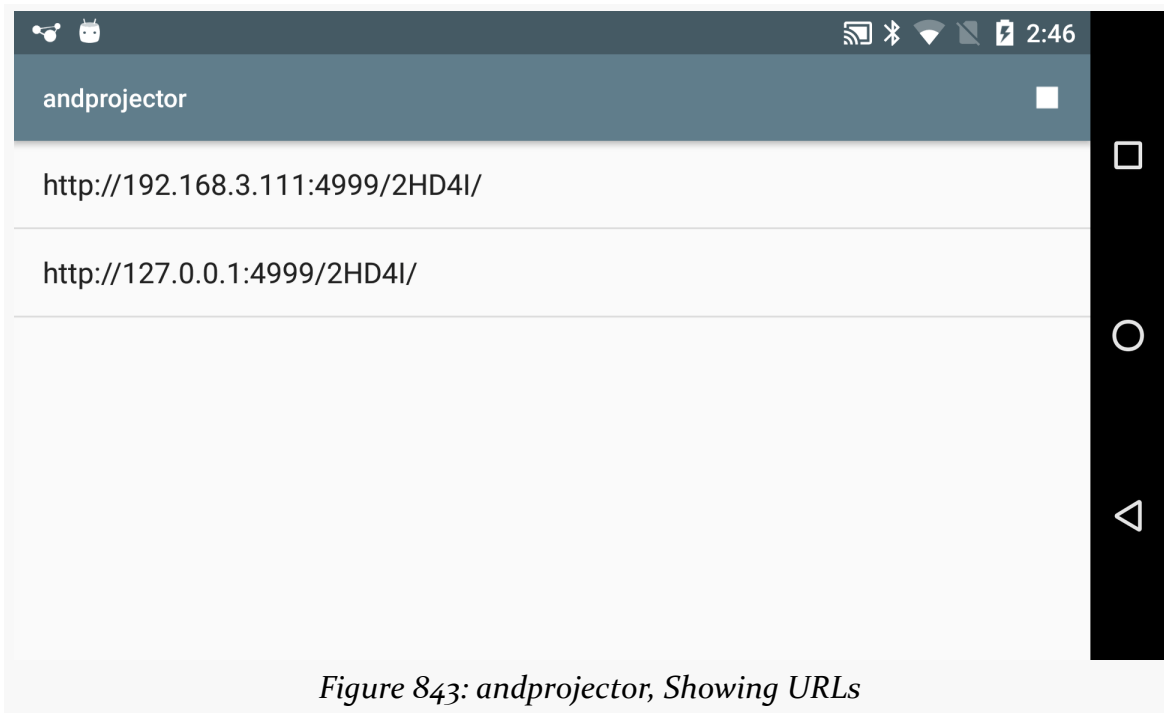 2:46
andprojector
http://192.168.3.111:4999/2HD4I/
http://127.0.0.1:4999/2HD4I/
Figure 843: andprojector, Showing URLs